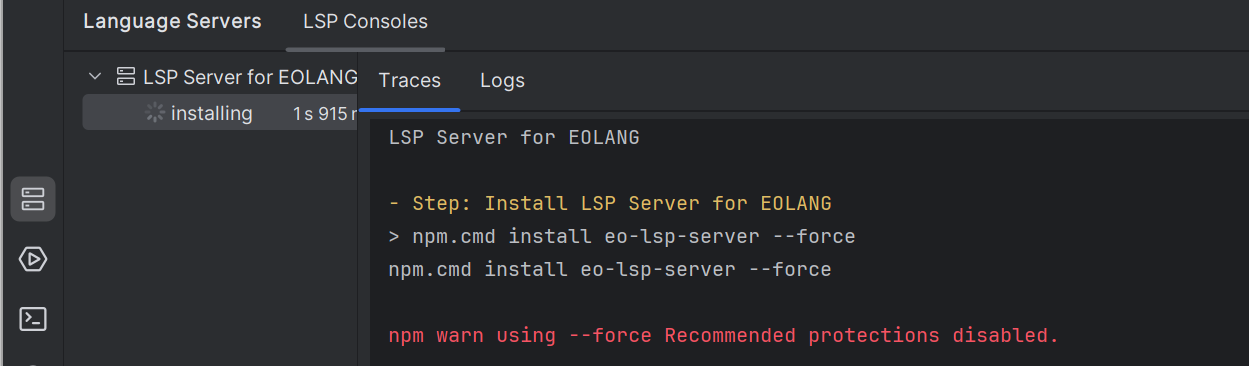 Language Servers LSP Consoles
LSP Server for EOLANG
installing 1 s 915
Traces Logs
LSP Server for EOLANG
- Step: Install LSP Server for EOLANG
> npm.cmd install eo-lsp-server --force
npm.cmd install eo-lsp-server --force
npm warn using --force Recommended protections disabled.